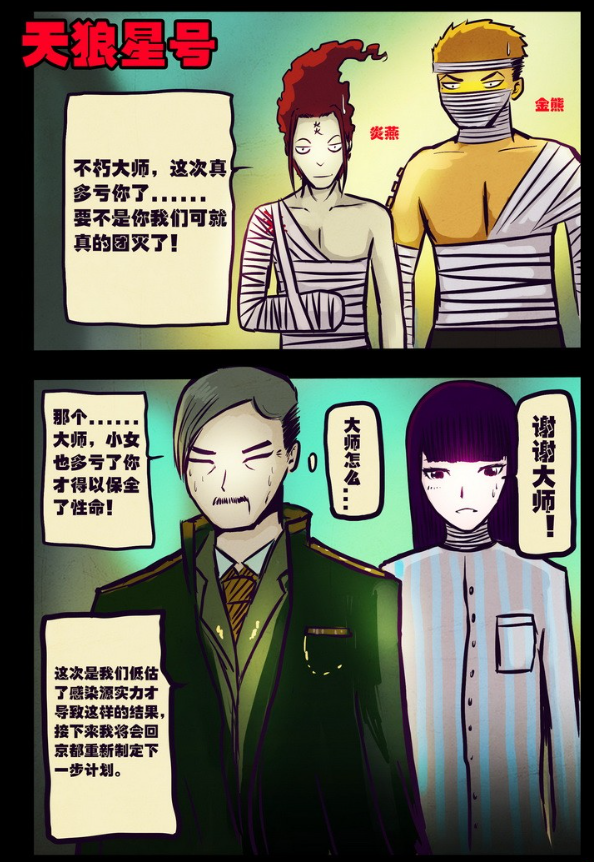 天狼星号
炎燕
金熊
炎
不朽大师，这次真
多亏你了......
要不是你我们可就
真的团灭了！
那个......
大师，小女
也多亏了你
才得以保全
了性命！
大师怎么...
谢谢大师！
这次是我们低估
了感染源实力才
导致这样的结果，
接下来我将会回
京都重新制定下
一步计划。